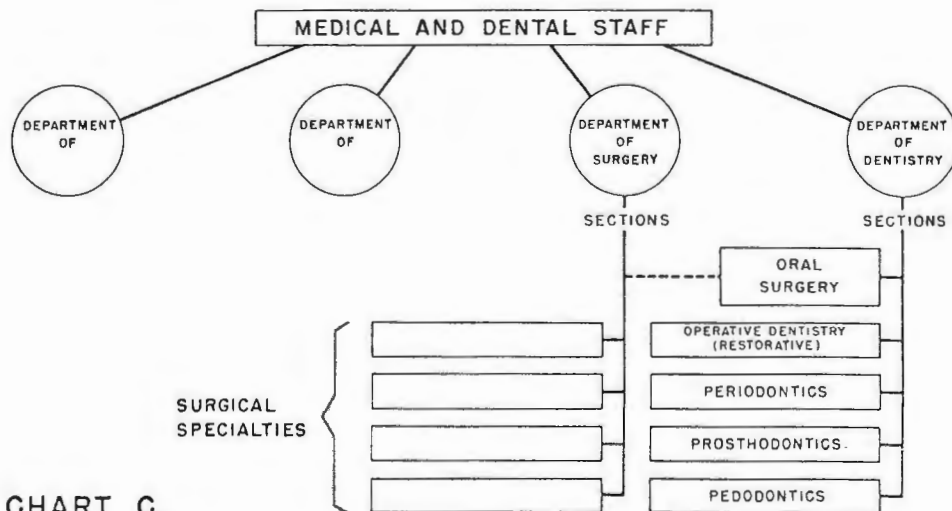 MEDICAL AND DENTAL STAFF
DEPARTMENT
OF
DEPARTMENT
OF
DEPARTMENT
OF
SURGERY
DEPARTMENT
OF
DENTISTRY
SECTIONS
SECTIONS
ORAL
SURGERY
OPERATIVE DENTISTRY
(RESTORATIVE)
PERIODONTICS
SURGICAL
SPECIALTIES
PROSTHODONTICS
PEDODONTICS
CHART C